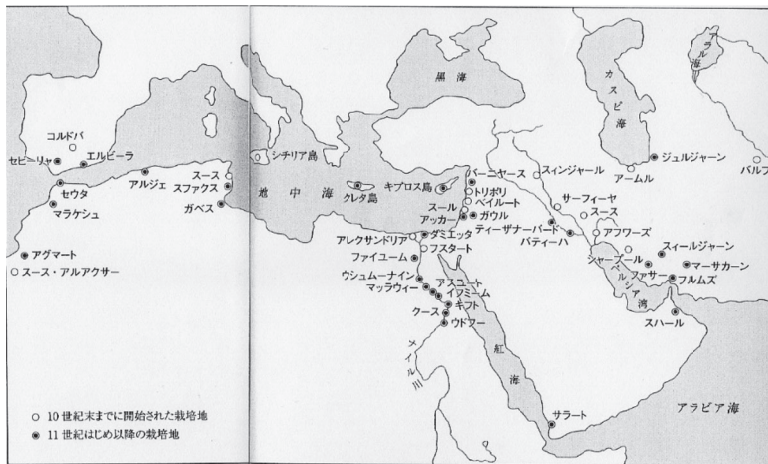 アラル海
黒海
カスピ海
コルドバ
セビーリャ
エルビーラ
シチリア島
ジュルジャーン
バルフ
アームル
スース
アルジェ
スファクス
セウタ
マラケシュ
ガベス
地中海
クレタ島
キプロス島
バーニヤース
トリポリ
ベイルート
スール
アッカー
ガウル
スィンジャール
サーフィーヤ
スース
アフワーズ
ティーザナーバード
バティーハ
アレクサンドリア
ダミエッタ
フスタート
ファイユーム
シャープール
スィールジャーン
マーサカーン
ファサー
フルムズ
ペルシア湾
アグマート
スース・アルアクサー
ウシュムーナイン
マッラウィー
アスユート
イフミーム
キフト
クース
ウドフー
スハール
紅海
サラート
アラビア海
○ 10世紀末までに開始された栽培地
◉ 11世紀はじめ以降の栽培地